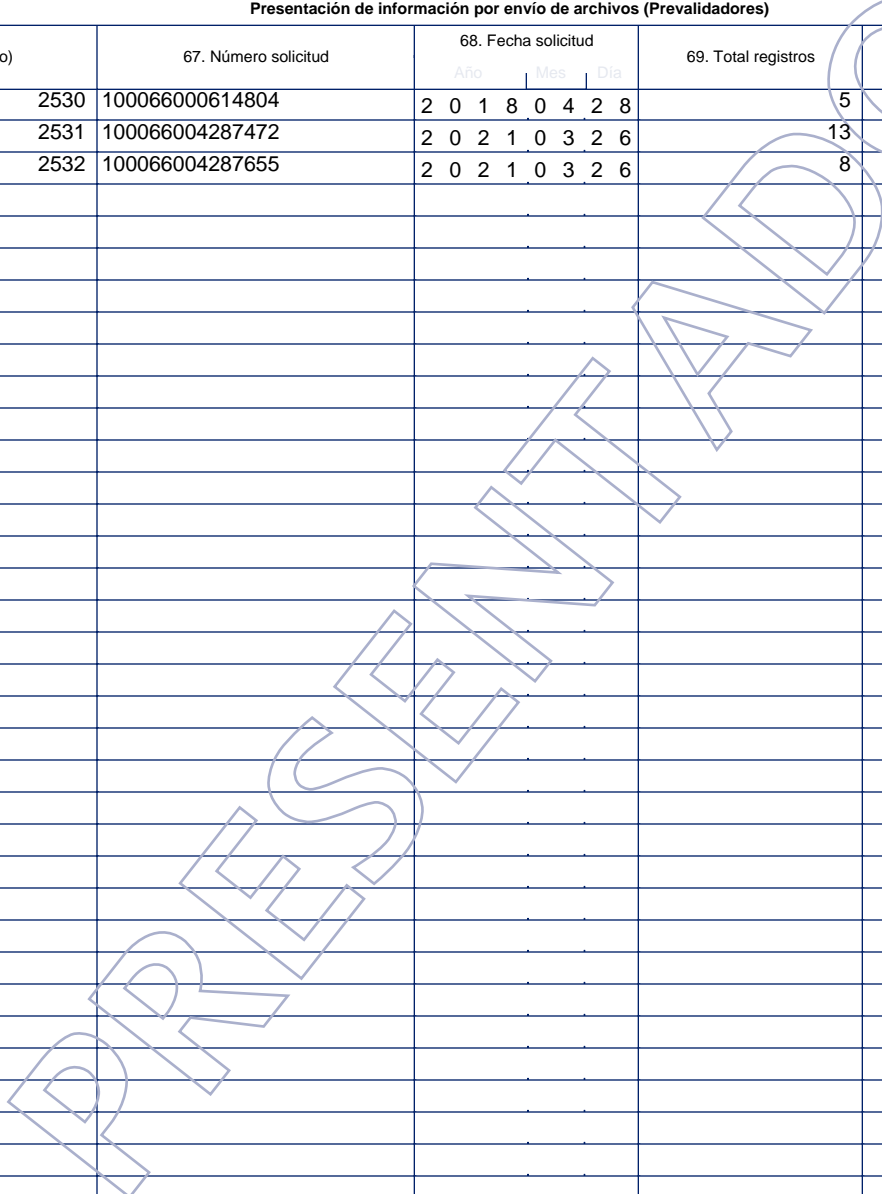 Presentación de información por envío de archivos (Prevalidadores)
o) 67. Número solicitud 68. Fecha solicitud 69. Total registros
Año Mes Día
2530 100066000614804 2 0 1 8 0 4 2 8 5
2531 100066004287472 2 0 2 1 0 3 2 6 13
2532 100066004287655 2 0 2 1 0 3 2 6 8
PRESENTADO